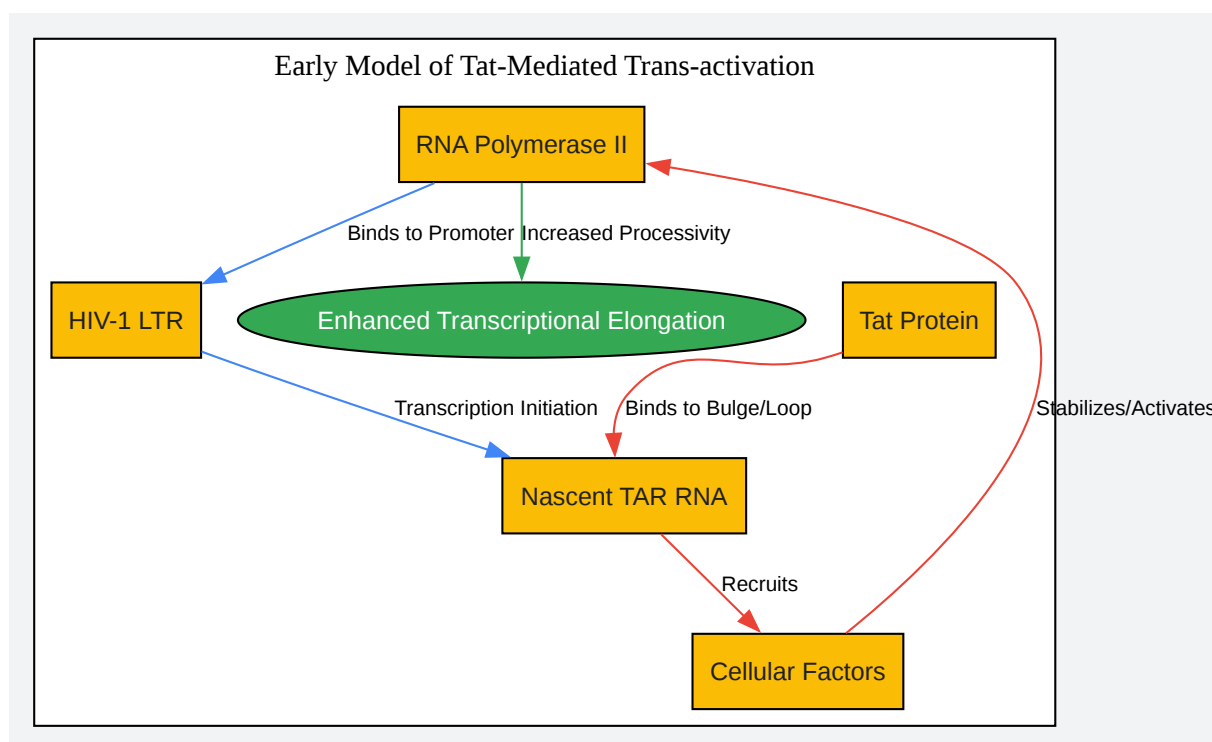 Early Model of Tat-Mediated Trans-activation
RNA Polymerase II
Binds to Promoter
Increased Processivity
HIV-1 LTR
Enhanced Transcriptional Elongation
Tat Protein
Transcription Initiation
Binds to Bulge/Loop
Stabilizes/Activates
Nascent TAR RNA
Recruits
Cellular Factors